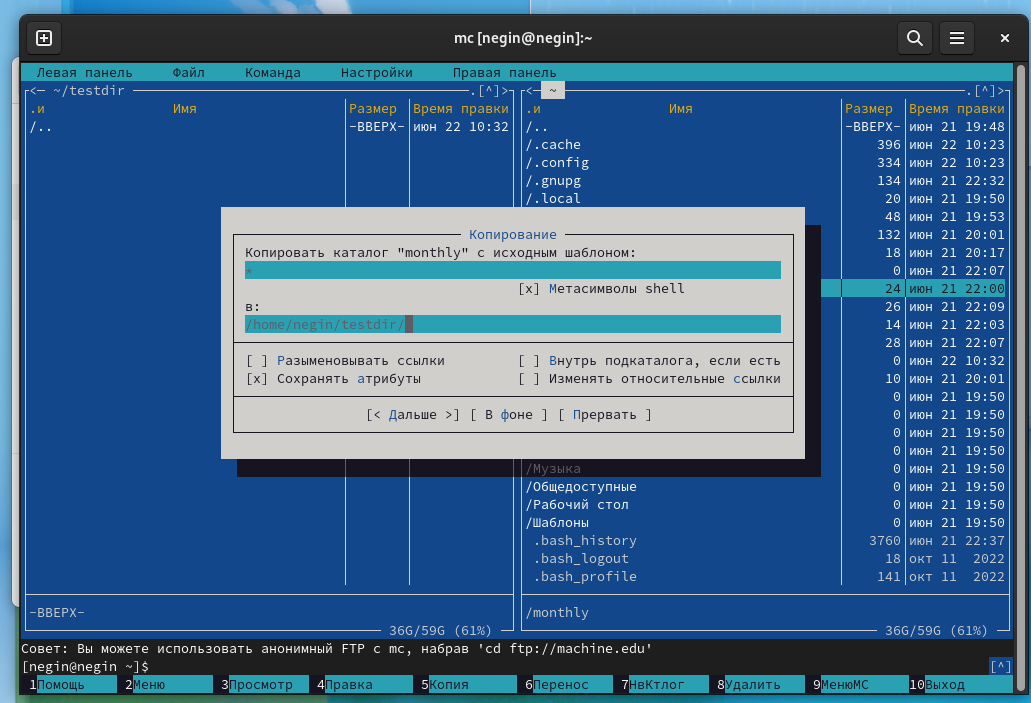 mc [negin@negin]:~
Левая панель Файл Команда Настройки Правая панель
<— ~/testdir .[^]> <— ~ .[^]>
.и Имя Размер Время правки .и Имя Размер Время правки
/.. -ВВЕРХ- июн 22 10:32 /.. -ВВЕРХ- июн 21 19:48
/.cache 396 июн 22 10:23
/.config 334 июн 22 10:23
/.gnupg 134 июн 21 22:32
/.local 20 июн 21 19:50
48 июн 21 19:53
Копирование 132 июн 21 20:01
Копировать каталог "monthly" с исходным шаблоном: 18 июн 21 20:17
* 0 июн 21 22:07
[x] Метасимволы shell 24 июн 21 22:00
в: 26 июн 21 22:09
/home/negin/testdir/ 14 июн 21 22:03
28 июн 21 22:07
[ ] Разыменовывать ссылки [ ] Внутрь подкаталога, если есть 0 июн 22 10:32
[x] Сохранять атрибуты [ ] Изменять относительные ссылки 10 июн 21 20:01
0 июн 21 19:50
[< Дальше >] [ В фоне ] [ Прервать ] 0 июн 21 19:50
0 июн 21 19:50
0 июн 21 19:50
/Музыка 0 июн 21 19:50
/Общедоступные 0 июн 21 19:50
/Рабочий стол 0 июн 21 19:50
/Шаблоны 0 июн 21 19:50
.bash_history 3760 июн 21 22:37
.bash_logout 18 окт 11 2022
.bash_profile 141 окт 11 2022
-ВВЕРХ- /monthly
36G/59G (61%) 36G/59G (61%)
Совет: Вы можете использовать анонимный FTP с mc, набрав 'cd ftp://machine.edu'
[negin@negin ~]$ [^]
1Помощь 2Меню 3Просмотр 4Правка 5Копия 6Перенос 7НвКтлог 8Удалить 9МенюМС 10Выход